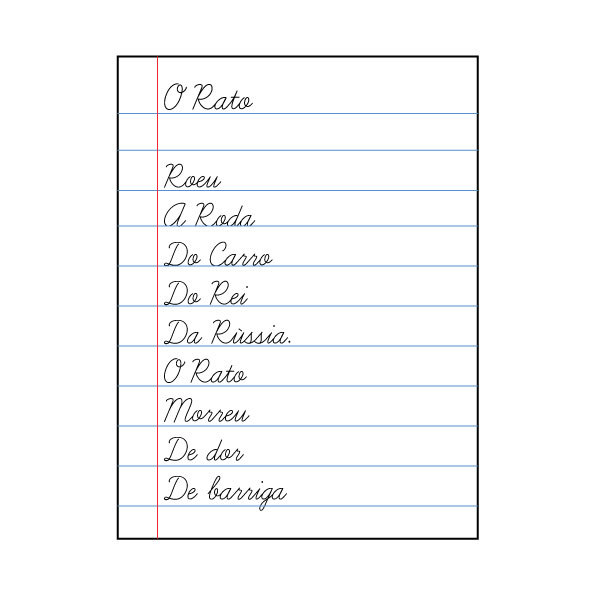 O Rato
Roeu
A Roda
Do Carro
Do Rei
Da Rùssia.
O Rato
Morreu
De dor
De barriga